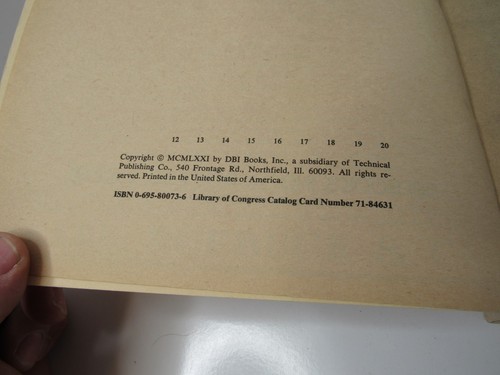 12 13 14 15 16 17 18 19 20
Copyright © MCMLXXI by DBI Books, Inc., a subsidiary of Technical
Publishing Co., 540 Frontage Rd., Northfield, Ill. 60093. All rights re-
served. Printed in the United States of America.
ISBN 0-695-80073-6 Library of Congress Catalog Card Number 71-84631